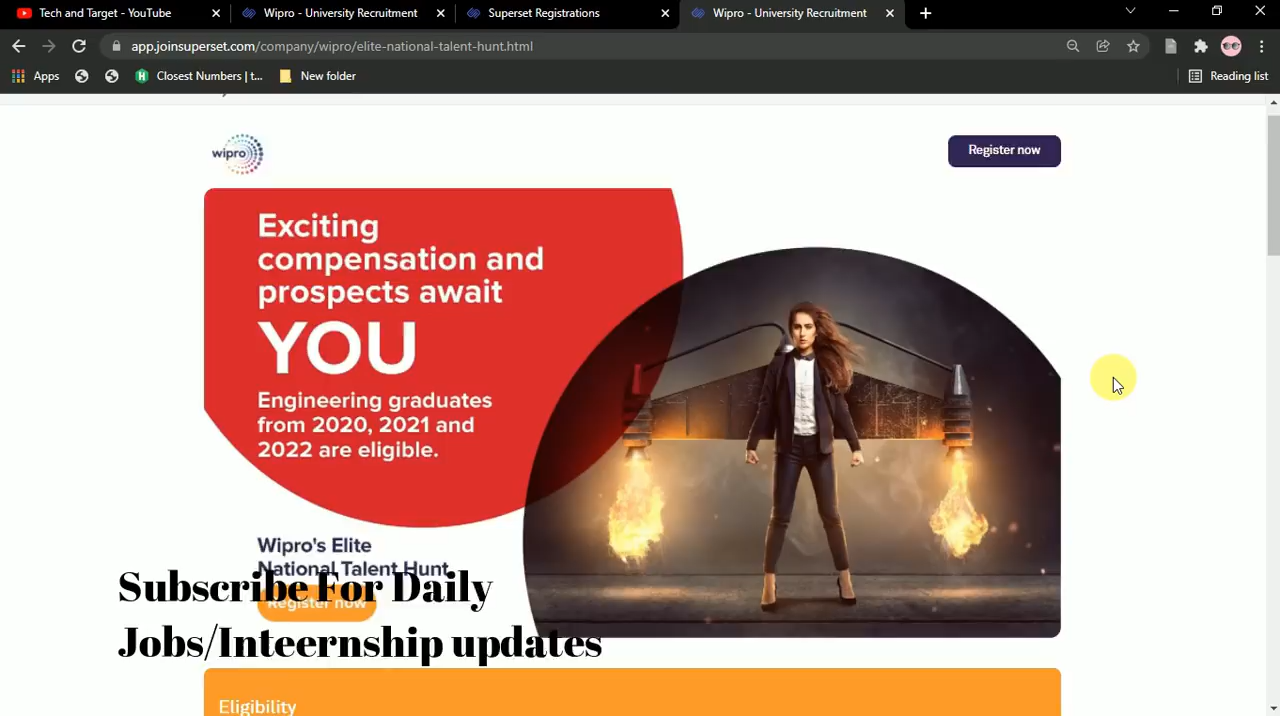 Tech and Target - YouTube
Wipro - University Recruitment
Superset Registrations
Wipro - University Recruitment
app.joinsuperset.com/company/wipro/elite-national-talent-hunt.html
Apps
Closest Numbers | t...
New folder
Reading list
wipro
Register now
Exciting
compensation and
prospects await
YOU
Engineering graduates
from 2020, 2021 and
2022 are eligible.
Wipro's Elite
National Talent Hunt
Register now
Subscribe For Daily
Jobs/Inteernship updates
Eligibility